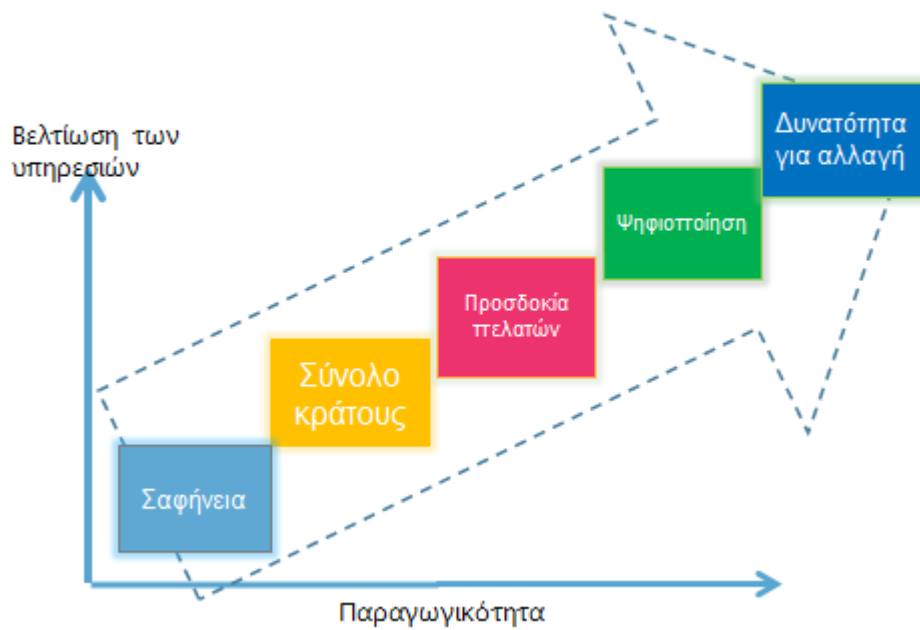 Βελτίωση των
υπηρεσιών
Δυνατότητα
για αλλαγή
Ψηφιοποίηση
Προσδοκία
πελατών
Σύνολο
κράτους
Σαφήνεια
Παραγωγικότητα